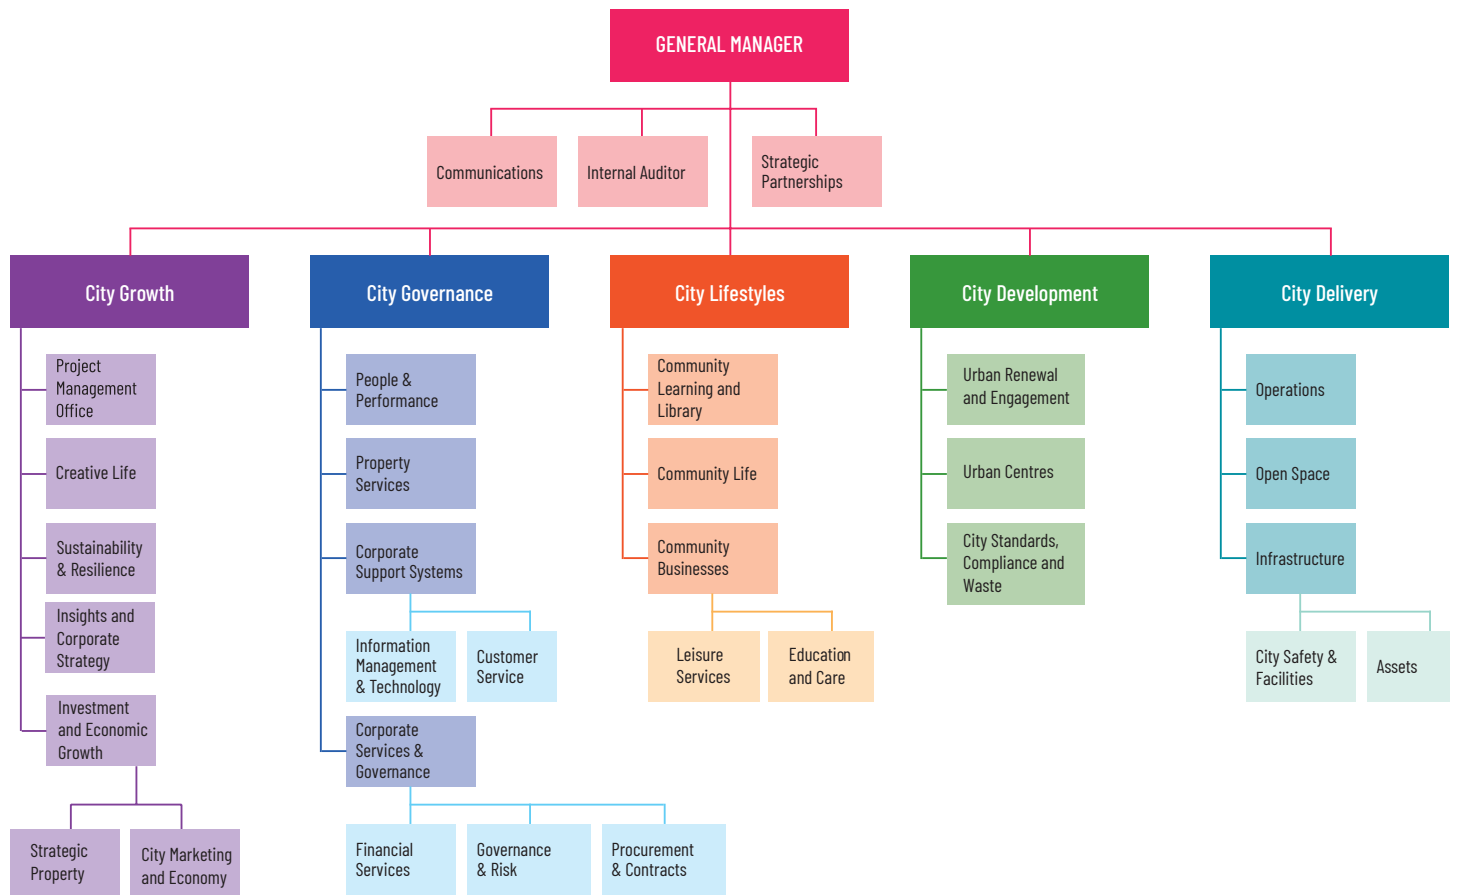 GENERAL MANAGER
Communications
Internal Auditor
Strategic
Partnerships
City Growth
City Governance
City Lifestyles
City Development
City Delivery
Project
Management
Office
Creative Life
Sustainability
& Resilience
Insights and
Corporate
Strategy
Investment
and Economic
Growth
Strategic
Property
City Marketing
and Economy
People &
Performance
Property
Services
Corporate
Support Systems
Information
Management
& Technology
Customer
Service
Corporate
Services &
Governance
Financial
Services
Governance
& Risk
Procurement
& Contracts
Community
Learning and
Library
Community Life
Community
Businesses
Leisure
Services
Education
and Care
Urban Renewal
and Engagement
Urban Centres
City Standards,
Compliance and
Waste
Operations
Open Space
Infrastructure
City Safety &
Facilities
Assets